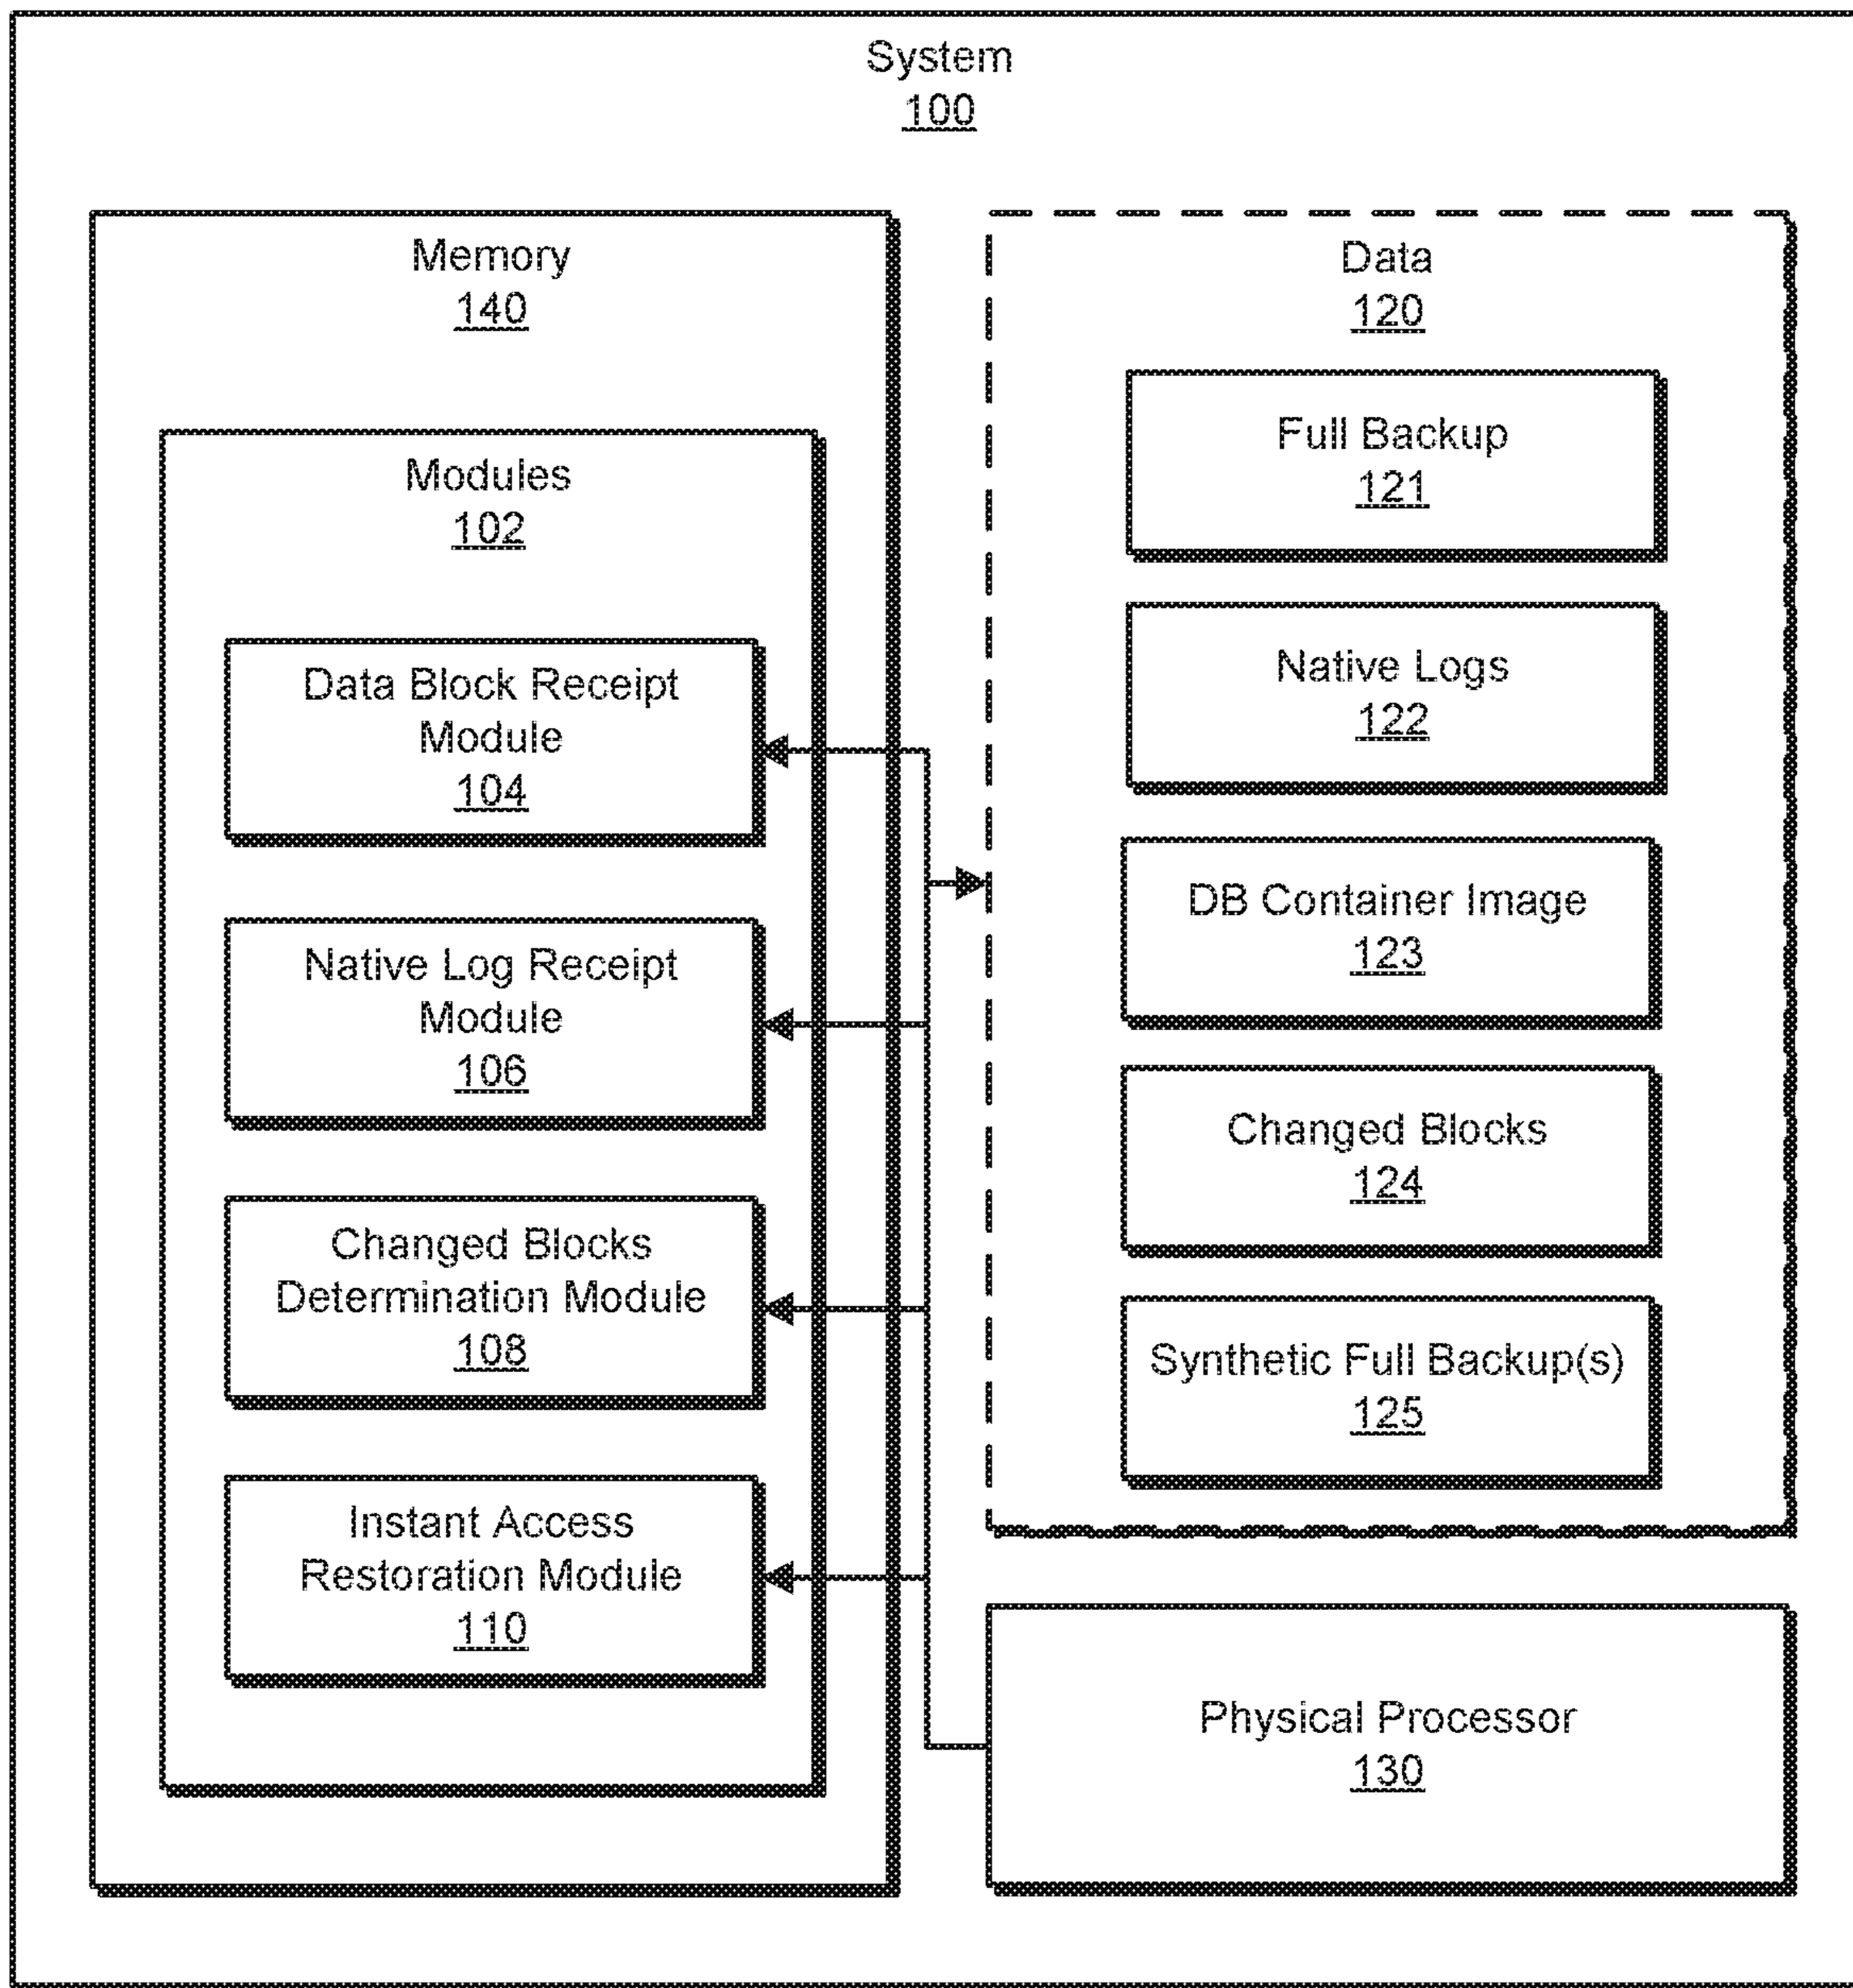 System
100
Memory
140
Modules
102
Data Block Receipt
Module
104
Native Log Receipt
Module
106
Changed Blocks
Determination Module
108
Instant Access
Restoration Module
110
Data
120
Full Backup
121
Native Logs
122
DB Container Image
123
Changed Blocks
124
Synthetic Full Backup(s)
125
Physical Processor
130